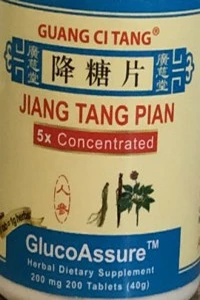 GUANG CI TANG®
廣慈堂 降糖片 廣慈堂
JIANG TANG PIAN
5x Concentrated
人参
GlucoAssure™
Herbal Dietary Supplement
200 mg 200 Tablets (40g)